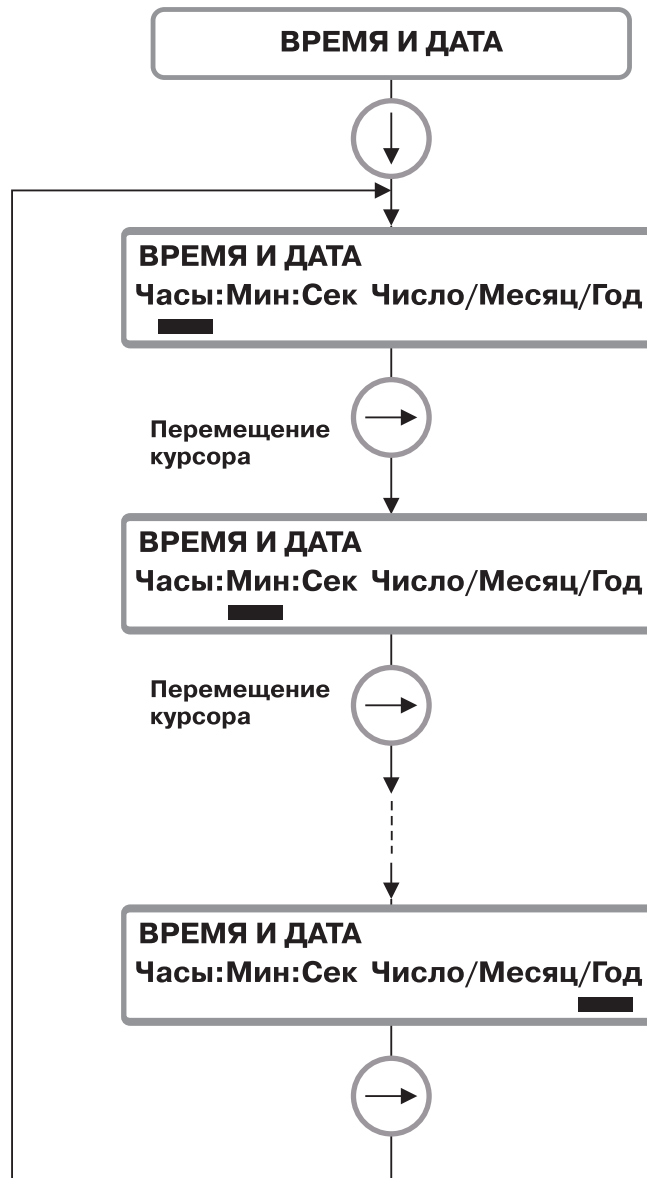 ВРЕМЯ И ДАТА
ВРЕМЯ И ДАТА
Часы:Мин:Сек Число/Месяц/Год
Перемещение
курсора
ВРЕМЯ И ДАТА
Часы:Мин:Сек Число/Месяц/Год
Перемещение
курсора
ВРЕМЯ И ДАТА
Часы:Мин:Сек Число/Месяц/Год